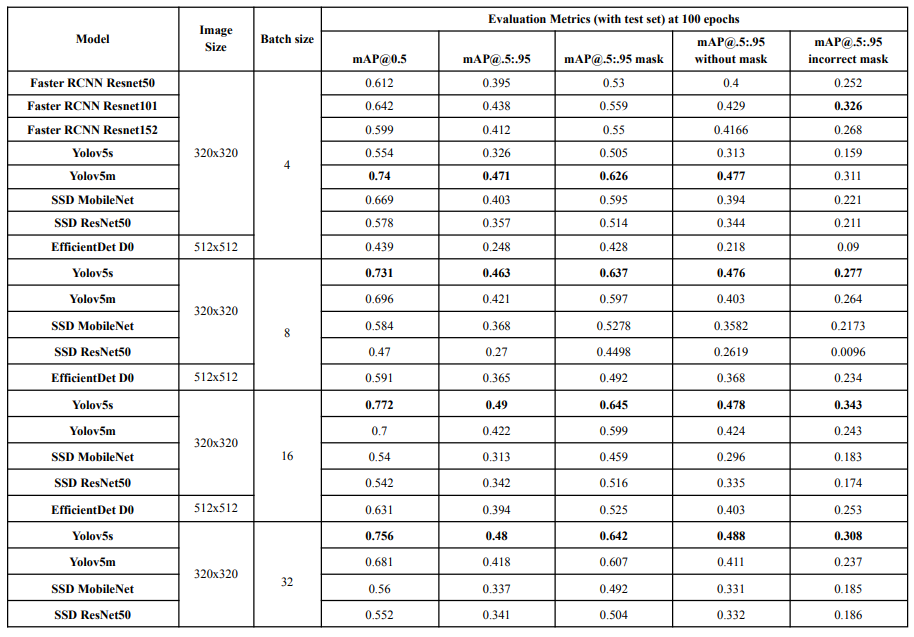 Model Image Size Batch size Evaluation Metrics (with test set) at 100 epochs
mAP@0.5 mAP@.5:.95 mAP@.5:.95 mask mAP@.5:.95 without mask mAP@.5:.95 incorrect mask
Faster RCNN Resnet50 320x320 4 0.612 0.395 0.53 0.4 0.252
Faster RCNN Resnet101 0.642 0.438 0.559 0.429 0.326
Faster RCNN Resnet152 0.599 0.412 0.55 0.4166 0.268
Yolov5s 0.554 0.326 0.505 0.313 0.159
Yolov5m 0.74 0.471 0.626 0.477 0.311
SSD MobileNet 0.669 0.403 0.595 0.394 0.221
SSD ResNet50 0.578 0.357 0.514 0.344 0.211
EfficientDet D0 512x512 0.439 0.248 0.428 0.218 0.09
Yolov5s 320x320 8 0.731 0.463 0.637 0.476 0.277
Yolov5m 0.696 0.421 0.597 0.403 0.264
SSD MobileNet 0.584 0.368 0.5278 0.3582 0.2173
SSD ResNet50 0.47 0.27 0.4498 0.2619 0.0096
EfficientDet D0 512x512 0.591 0.365 0.492 0.368 0.234
Yolov5s 320x320 16 0.772 0.49 0.645 0.478 0.343
Yolov5m 0.7 0.422 0.599 0.424 0.243
SSD MobileNet 0.54 0.313 0.459 0.296 0.183
SSD ResNet50 0.542 0.342 0.516 0.335 0.174
EfficientDet D0 512x512 0.631 0.394 0.525 0.403 0.253
Yolov5s 320x320 32 0.756 0.48 0.642 0.488 0.308
Yolov5m 0.681 0.418 0.607 0.411 0.237
SSD MobileNet 0.56 0.337 0.492 0.331 0.185
SSD ResNet50 0.552 0.341 0.504 0.332 0.186